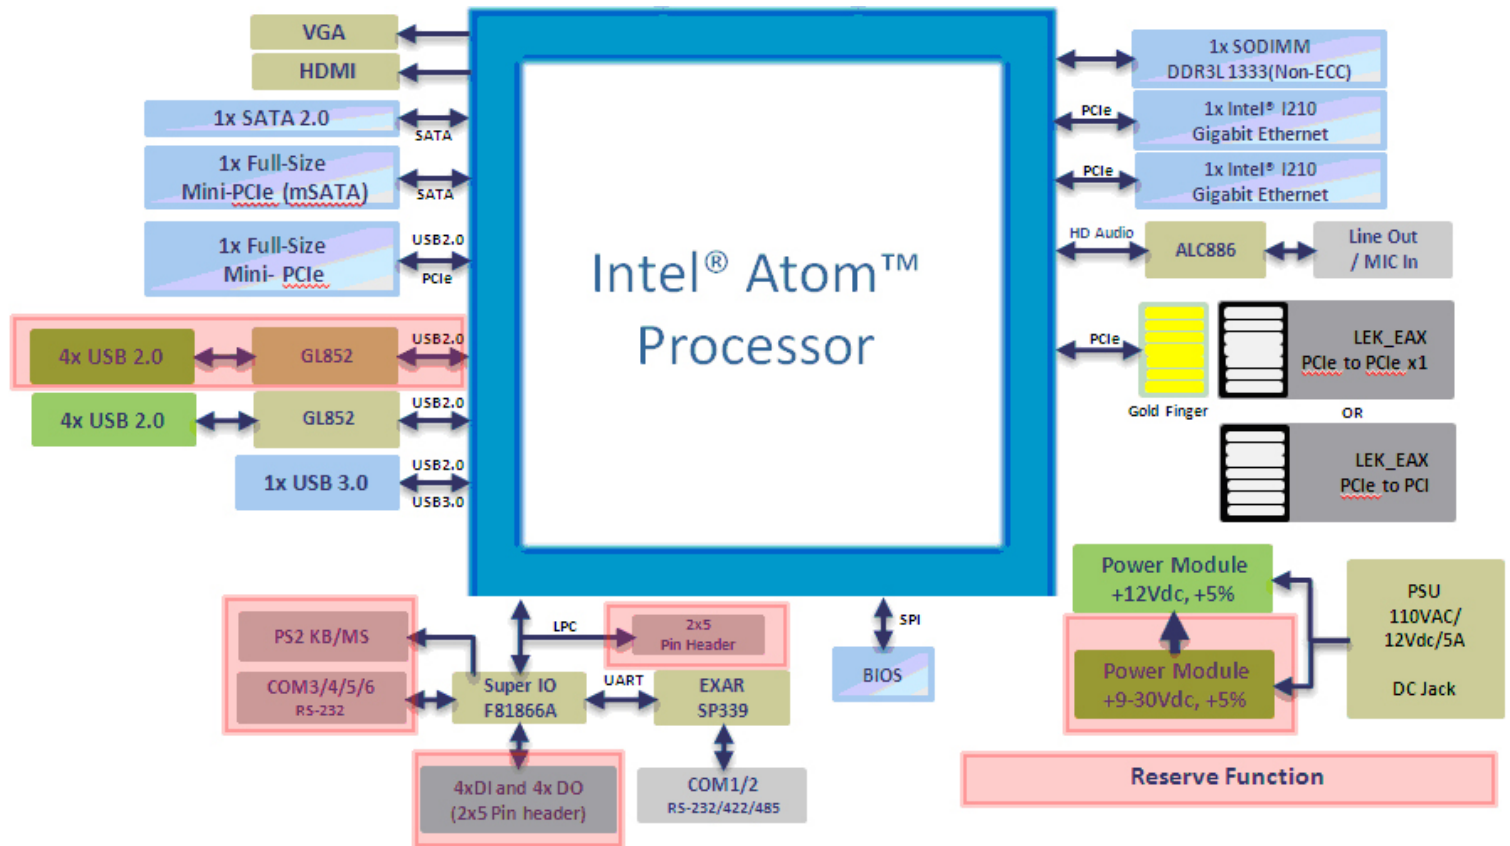 VGA
HDMI
1x SATA 2.0
SATA
1x Full-Size
Mini-PCIe (mSATA)
SATA
1x Full-Size
Mini- PCIe
USB2.0
PCIe
4x USB 2.0
GL852
USB2.0
4x USB 2.0
GL852
USB2.0
1x USB 3.0
USB2.0
USB3.0
Intel® Atom™
Processor
1x SODIMM
DDR3L 1333(Non-ECC)
PCIe
1x Intel® I210
Gigabit Ethernet
PCIe
1x Intel® I210
Gigabit Ethernet
HD Audio
ALC886
Line Out
/ MIC In
PCIe
Gold Finger
LEK_EAX
PCIe to PCIe x1
OR
LEK_EAX
PCIe to PCI
PS2 KB/MS
COM3/4/5/6
RS-232
LPC
2x5
Pin Header
Super IO
F81866A
UART
EXAR
SP339
4xDI and 4x DO
(2x5 Pin header)
COM1/2
RS-232/422/485
SPI
BIOS
Power Module
+12Vdc, +5%
Power Module
+9-30Vdc, +5%
PSU
110VAC/
12Vdc/5A
DC Jack
Reserve Function